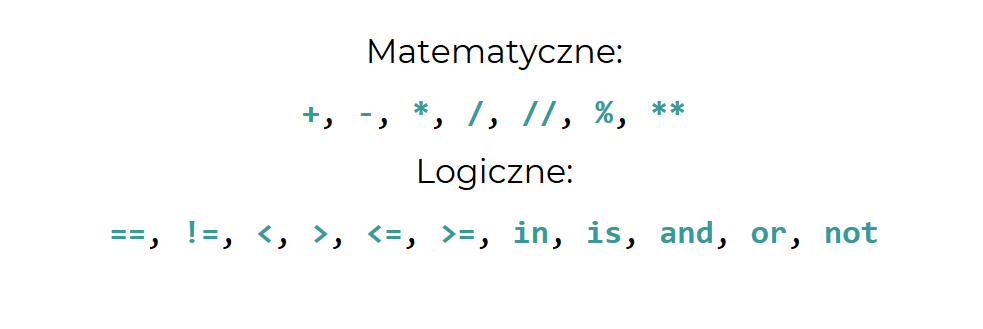 Matematyczne:
+, -, *, /, //, %, **
Logiczne:
==, !=, <, >, <=, >=, in, is, and, or, not